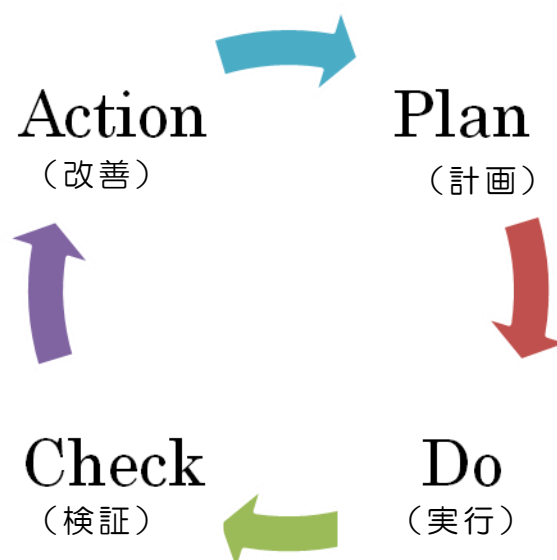 Action
（改善）
Plan
（計画）
Check
（検証）
Do
（実行）